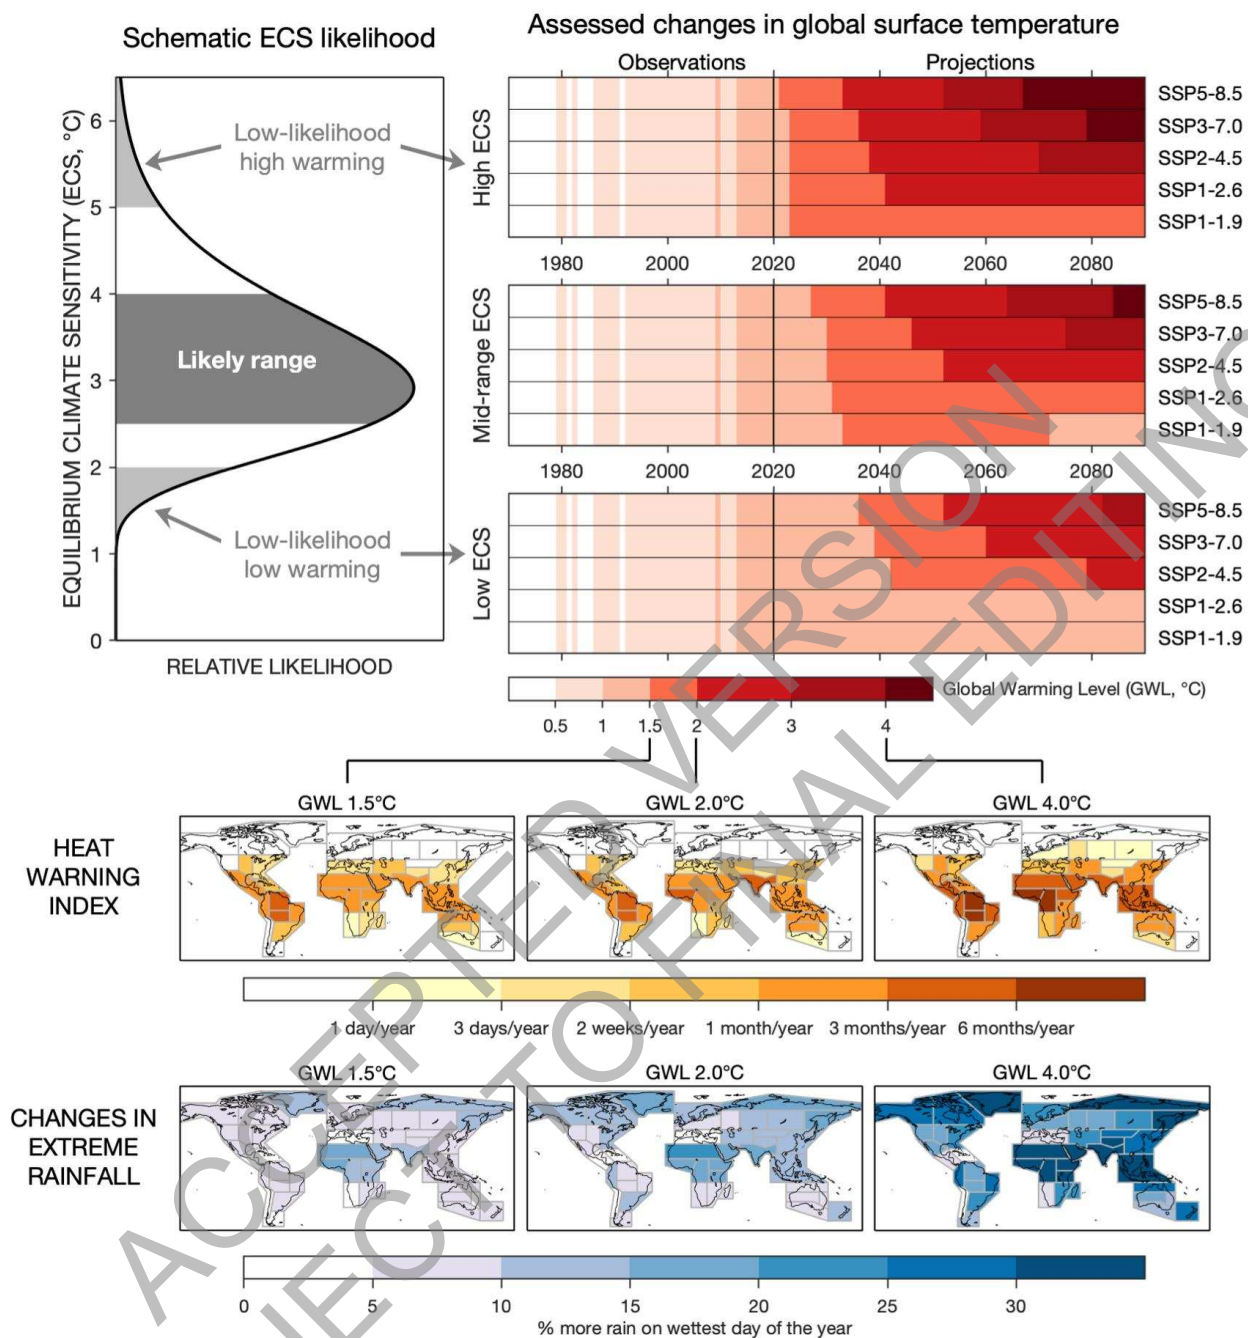 Schematic ECS likelihood
EQUILIBRIUM CLIMATE SENSITIVITY (ECS, °C)
6
5
4
3
2
1
0
Low-likelihood
high warming
Likely range
Low-likelihood
low warming
RELATIVE LIKELIHOOD
Assessed changes in global surface temperature
Observations
Projections
High ECS
SSP5-8.5
SSP3-7.0
SSP2-4.5
SSP1-2.6
SSP1-1.9
1980 2000 2020 2040 2060 2080
Mid-range ECS
SSP5-8.5
SSP3-7.0
SSP2-4.5
SSP1-2.6
SSP1-1.9
1980 2000 2020 2040 2060 2080
Low ECS
SSP5-8.5
SSP3-7.0
SSP2-4.5
SSP1-2.6
SSP1-1.9
Global Warming Level (GWL, °C)
0.5 1 1.5 2 3 4
HEAT
WARNING
INDEX
GWL 1.5°C GWL 2.0°C GWL 4.0°C
1 day/year 3 days/year 2 weeks/year 1 month/year 3 months/year 6 months/year
CHANGES IN
EXTREME
RAINFALL
GWL 1.5°C GWL 2.0°C GWL 4.0°C
0 5 10 15 20 25 30
% more rain on wettest day of the year
ACCEPTED VERSION
JECT TO FINAL EDITING